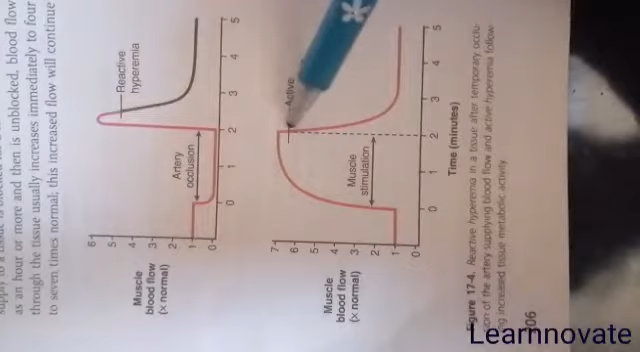 as an hour or more and then is unblocked, blood flow
through the tissue usually increases immediately to four
to seven times normal; this increased flow will continue
Muscle
blood flow
(× normal)
6
5
4
3
2
1
0
Artery
occlusion
Reactive
hyperemia
0
1
2
3
4
5
Muscle
blood flow
(× normal)
7
6
5
4
3
2
1
0
Muscle
stimulation
Active
0
1
2
3
4
5
Time (minutes)
Figure 17-4. Reactive hyperemia in a tissue after temporary occlu-
sion of the artery supplying blood flow and active hyperemia follow-
ing increased tissue metabolic activity.
Learnnovate